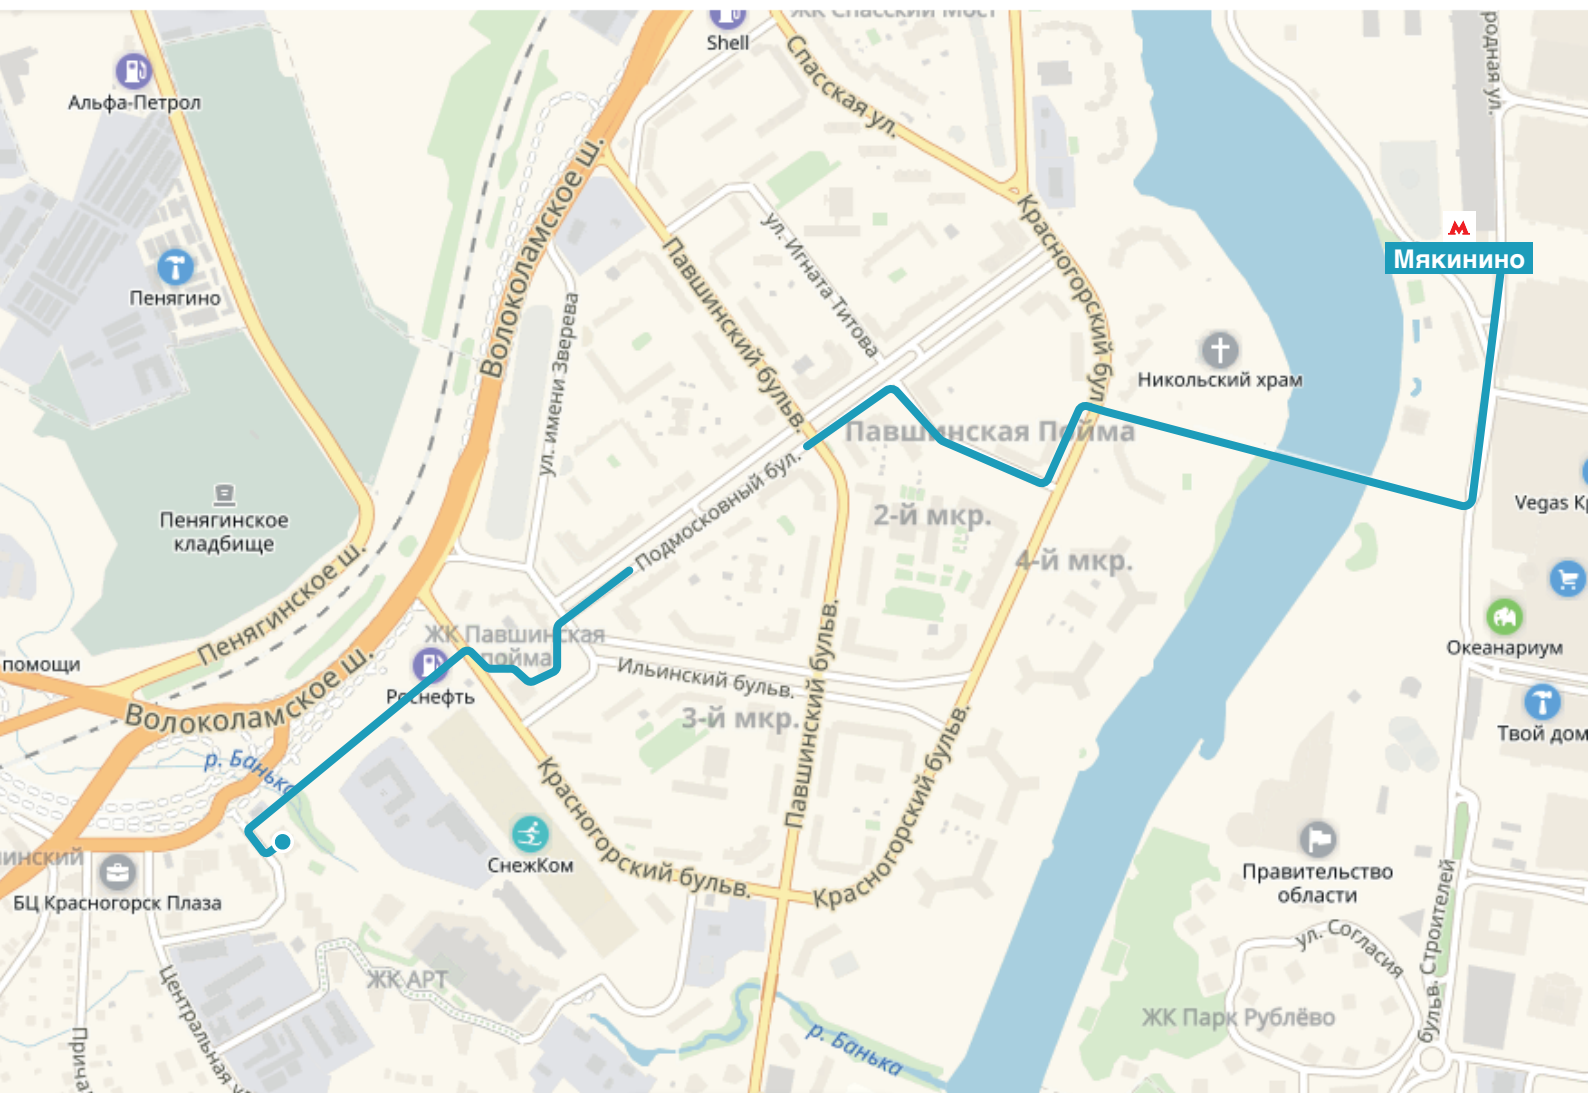 ЖК Спасский Мост
Shell
Спасская ул.
родная ул.
Альфа-Петрол
Волоколамское ш.
Красногорский бул
ул. Игната Титова
Павшинский бульв.
Мякинино
Пенягино
ул. имени Зверева
Никольский храм
Павшинская Пойма
Подмосковный бул.
Пенягинское
кладбище
2-й мкр.
Vegas Кр
4-й мкр.
Пенягинское ш.
ЖК Павшинская
пойма
помощи
Роснефть
Ильинский бульв.
Павшинский бульв.
Океанариум
Волоколамское ш.
3-й мкр.
Твой дом
р. Банька
Красногорский бульв.
Красногорский бульв.
СнежКом
инский
БЦ Красногорск Плаза
Правительство
области
бульв. Строителей
ул. Согласия
ЖК АРТ
Центральная у
ЖК Парк Рублёво
р. Банька